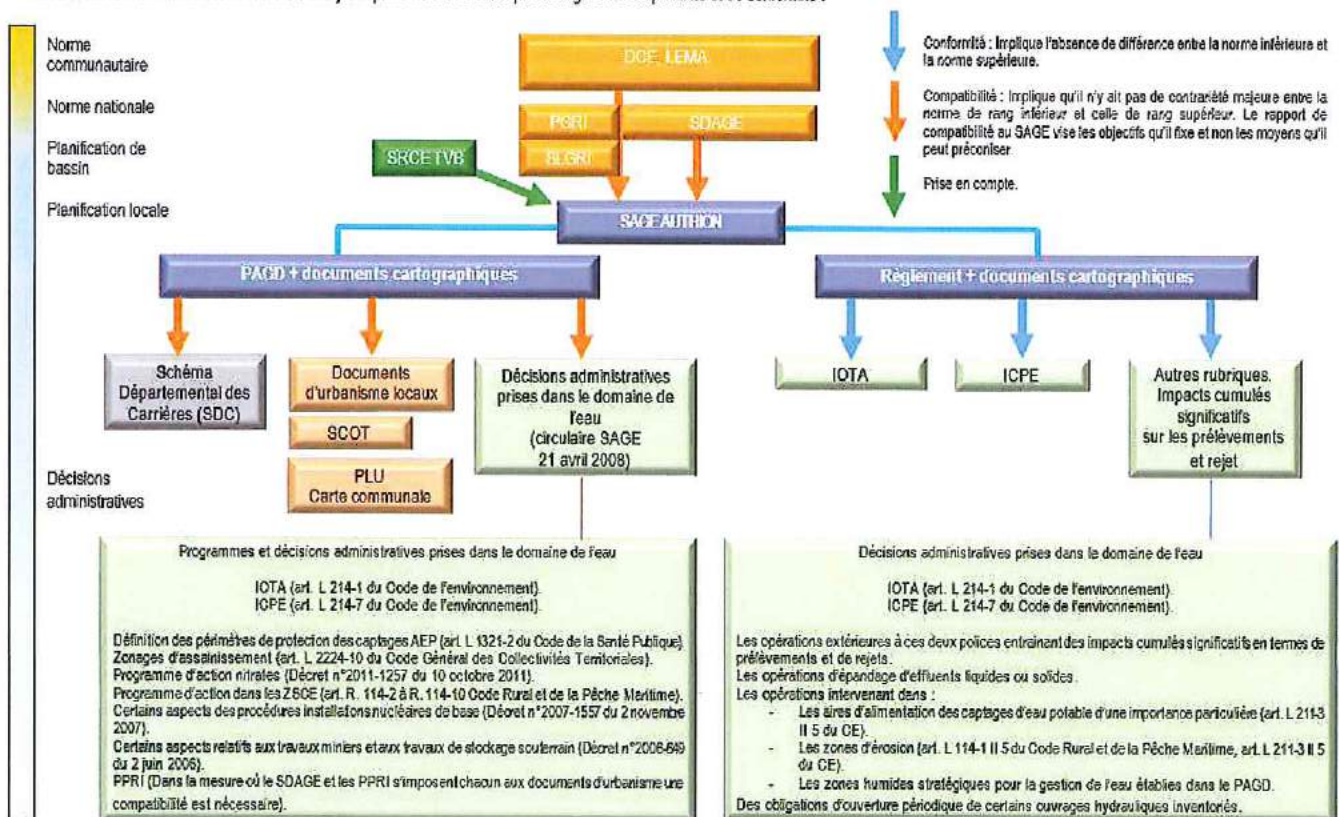 Norme
communautaire
Norme nationale
Planification de
bassin
Planification locale
Décisions
administratives
DCE, LEMA
PGRI
SDAGE
SLGRI
SRCE TVB
SAGE AUTHION
Conformité : Implique l'absence de différence entre la norme inférieure et
la norme supérieure.
Compatibilité : Implique qu'il n'y ait pas de contrariété majeure entre la
norme de rang inférieur et celle de rang supérieur. Le rapport de
compatibilité au SAGE vise les objectifs qu'il fixe et non les moyens qu'il
peut préconiser
Prise en compte.
PAGD + documents cartographiques
Règlement + documents cartographiques
Schéma
Départemental des
Carrières (SDC)
Documents
d'urbanisme locaux
SCOT
PLU
Carte communale
Décisions administratives
prises dans le domaine de
l'eau
(circulaire SAGE
21 avril 2008)
IOTA
ICPE
Autres rubriques.
Impacts cumulés
significatifs
sur les prélèvements
et rejet
Programmes et décisions administratives prises dans le domaine de l'eau
IOTA (art. L 214-1 du Code de l'environnement).
ICPE (art. L 214-7 du Code de l'environnement).
Définition des périmètres de protection des captages AEP (art. L 1321-2 du Code de la Santé Publique)
Zonages d'assainissement (art. L 2224-10 du Code Général des Collectivités Territoriales).
Programme d'action nitrates (Décret n°2011-1257 du 10 octobre 2011).
Programme d'action dans les ZSCE (art. R. 114-2 à R. 114-10 Code Rural et de la Pêche Maritime).
Certains aspects des procédures installations nucléaires de base (Décret n°2007-1557 du 2 novembre
2007).
Certains aspects relatifs aux travaux miniers et aux travaux de stockage souterrain (Décret n°2006-649
du 2 juin 2006).
PPRI (Dans la mesure où le SDAGE et les PPRI s'imposent chacun aux documents d'urbanisme une
compatibilité est nécessaire).
Décisions administratives prises dans le domaine de l'eau
IOTA (art. L 214-1 du Code de l'environnement).
ICPE (art. L 214-7 du Code de l'environnement).
Les opérations extérieures à ces deux polices entrainant des impacts cumulés significatifs en termes de
prélèvements et de rejets.
Les opérations d'épandage d'effluents liquides ou solides.
Les opérations intervenant dans :
- Les aires d'alimentation des captages d'eau potable d'une importance particulière (art. L 211-3
II 5 du CE).
- Les zones d'érosion (art. L 114-1 II 5 du Code Rural et de la Pêche Maritime, art. L 211-3 II 5
du CE).
- Les zones humides stratégiques pour la gestion de l'eau établies dans le PAGD.
Des obligations d'ouverture périodique de certains ouvrages hydrauliques inventoriés.